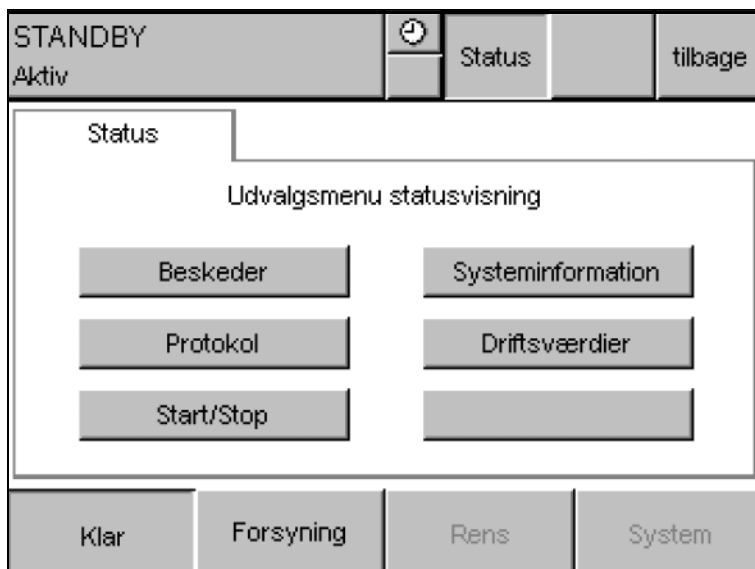 STANDBY
Aktiv
Status
tilbage
Status
Udvalgsmenu statusvisning
Beskeder
Systeminformation
Protokol
Driftsværdier
Start/Stop
Klar
Forsyning
Rens
System